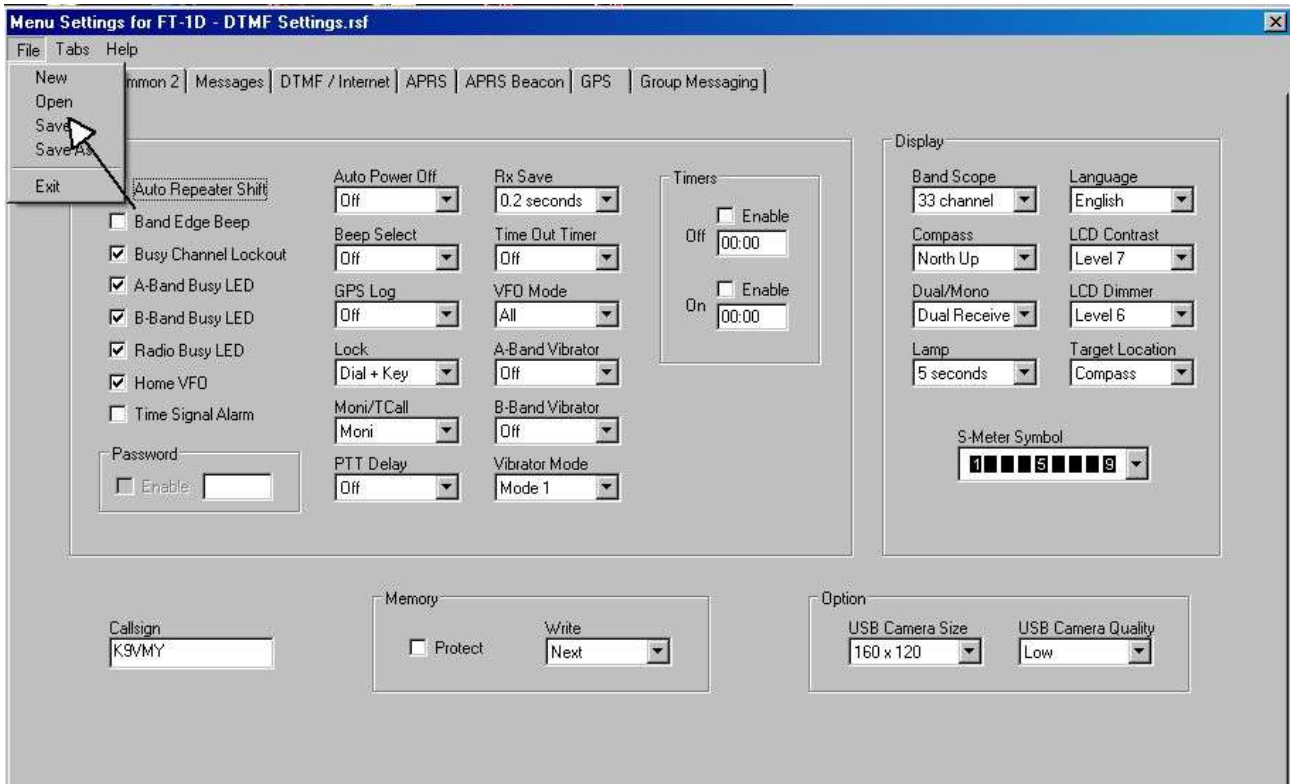 Menu Settings for FT-1D - DTMF Settings.rsf
File Tabs Help
New
Open
Save
Save As
Exit
mmon 2 Messages DTMF / Internet APRS APRS Beacon GPS Group Messaging
Auto Repeater Shift
Band Edge Beep
Busy Channel Lockout
A-Band Busy LED
B-Band Busy LED
Radio Busy LED
Home VFO
Time Signal Alarm
Password
Enable
Auto Power Off
Off
Beep Select
Off
GPS Log
Off
Lock
Dial + Key
Moni/TCall
Moni
PTT Delay
Off
Rx Save
0.2 seconds
Time Out Timer
Off
VFO Mode
All
A-Band Vibrator
Off
B-Band Vibrator
Off
Vibrator Mode
Mode 1
Timers
Enable
Off 00:00
Enable
On 00:00
Display
Band Scope
33 channel
Compass
North Up
Dual/Mono
Dual Receive
Lamp
5 seconds
Language
English
LCD Contrast
Level 7
LCD Dimmer
Level 6
Target Location
Compass
S-Meter Symbol
1 5 9
Callsign
K9VMY
Memory
Protect
Write
Next
Option
USB Camera Size
160 x 120
USB Camera Quality
Low